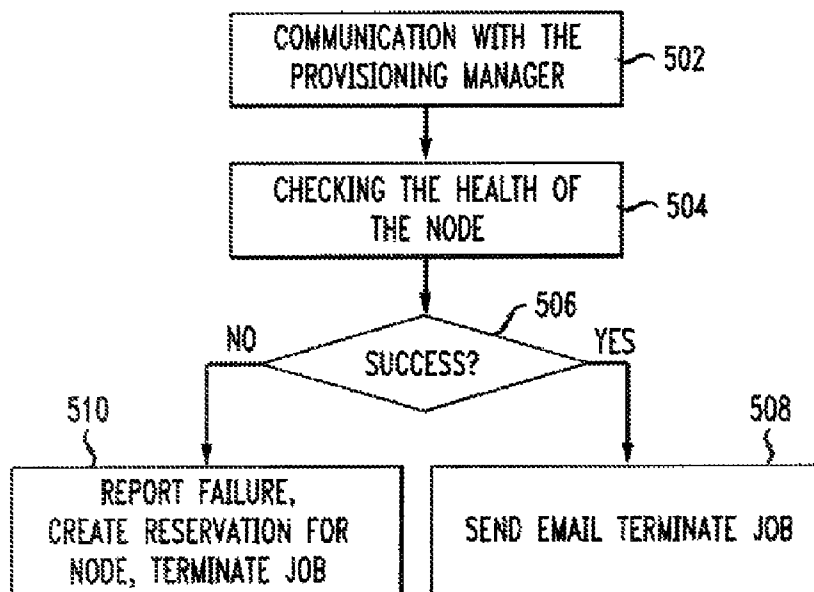 COMMUNICATION WITH THE
PROVISIONING MANAGER
502
CHECKING THE HEALTH OF
THE NODE
504
506
NO
SUCCESS?
YES
510
508
REPORT FAILURE,
CREATE RESERVATION FOR
NODE, TERMINATE JOB
SEND EMAIL TERMINATE JOB